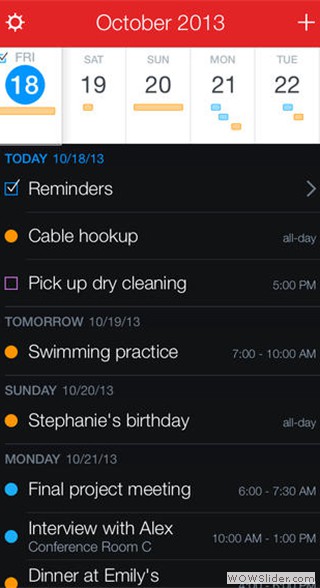 October 2013
FRI SAT SUN MON TUE
18 19 20 21 22
TODAY 10/18/13
Reminders
Cable hookup all-day
Pick up dry cleaning 5:00 PM
TOMORROW 10/19/13
Swimming practice 7:00 - 10:00 AM
SUNDAY 10/20/13
Stephanie's birthday all-day
MONDAY 10/21/13
Final project meeting 6:00 - 7:30 AM
Interview with Alex
Conference Room C 10:00 AM - 1:00 PM
Dinner at Emily's
WOWSlider.com